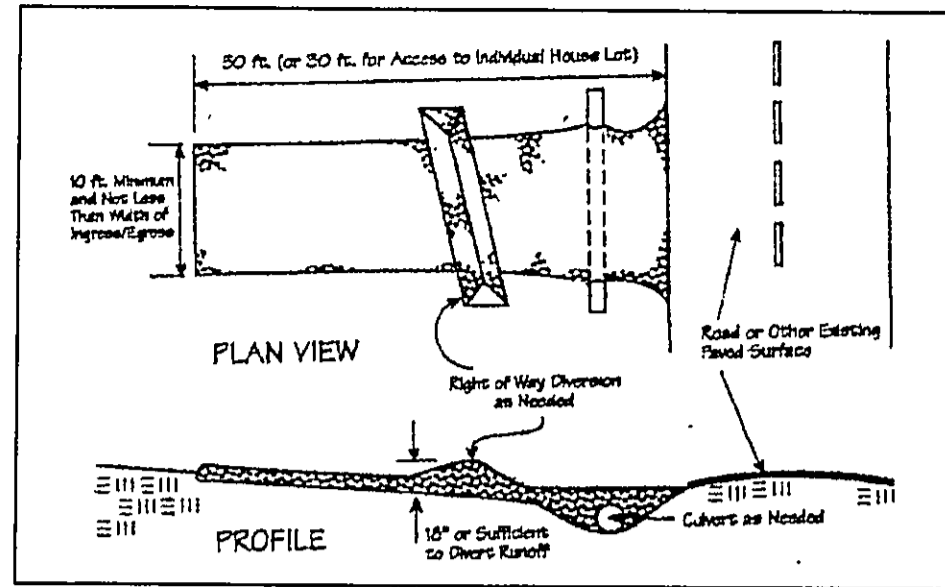 50 ft. (or 30 ft. for Access to Individual House Lot)
10 ft. Minimum
and Not Less
Than Width of
Ingress/Egress
PLAN VIEW
Right of Way Diversion
as Needed
Road or Other Existing
Paved Surface
18" or Sufficient
to Divert Runoff
Culvert as Needed
PROFILE